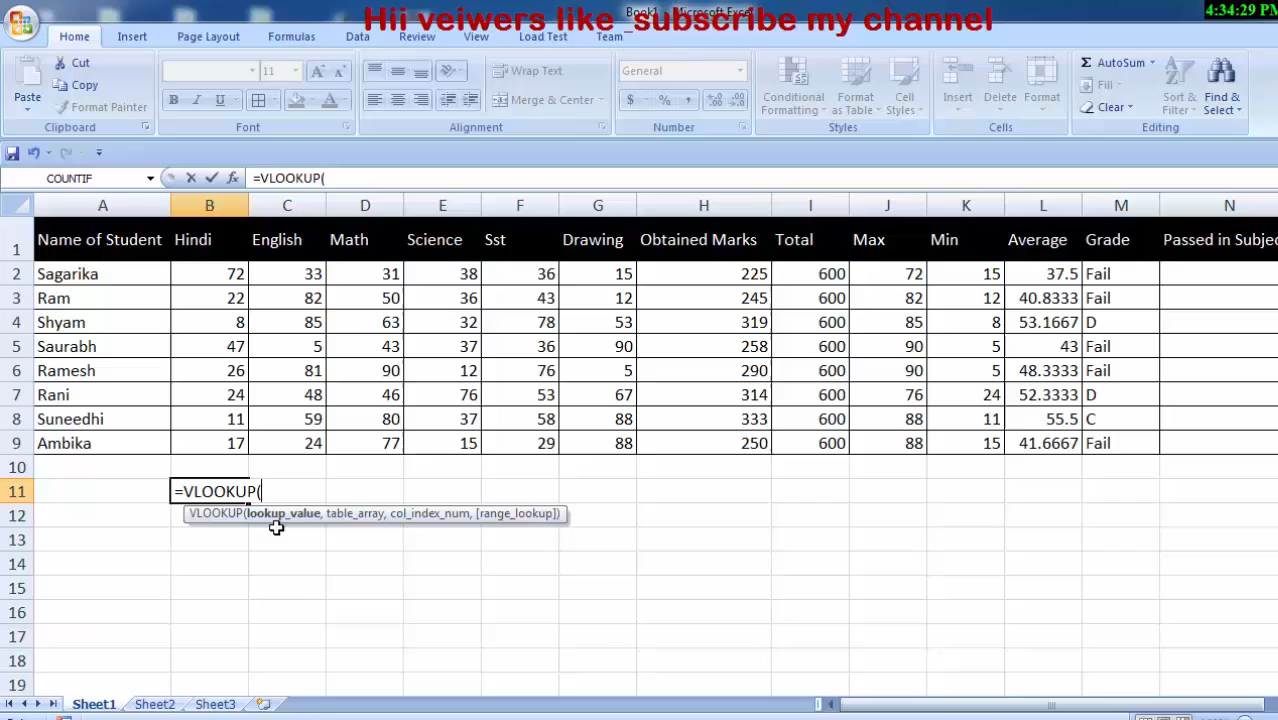 Book1
Microsoft Excel
Hii veiwers like _subscribe my channel
4:34:29 PM
Home Insert Page Layout Formulas Data Review View Load Test Team
Paste
Cut
Copy
Format Painter
Clipboard
11
B I U
Font
Wrap Text
Merge & Center
Alignment
General
$ % ,
Number
Conditional Formatting
Format as Table
Cell Styles
Styles
Insert Delete Format
Cells
AutoSum
Fill
Clear
Sort & Filter
Find & Select
Editing
COUNTIF fx =VLOOKUP(
A B C D E F G H I J K L M N
1 Name of Student Hindi English Math Science Sst Drawing Obtained Marks Total Max Min Average Grade Passed in Subjec
2 Sagarika 72 33 31 38 36 15 225 600 72 15 37.5 Fail
3 Ram 22 82 50 36 43 12 245 600 82 12 40.8333 Fail
4 Shyam 8 85 63 32 78 53 319 600 85 8 53.1667 D
5 Saurabh 47 5 43 37 36 90 258 600 90 5 43 Fail
6 Ramesh 26 81 90 12 76 5 290 600 90 5 48.3333 Fail
7 Rani 24 48 46 76 53 67 314 600 76 24 52.3333 D
8 Suneedhi 11 59 80 37 58 88 333 600 88 11 55.5 C
9 Ambika 17 24 77 15 29 88 250 600 88 15 41.6667 Fail
10
11 =VLOOKUP(
12 VLOOKUP(lookup_value, table_array, col_index_num, [range_lookup])
13
14
15
16
17
18
19
Sheet1 Sheet2 Sheet3